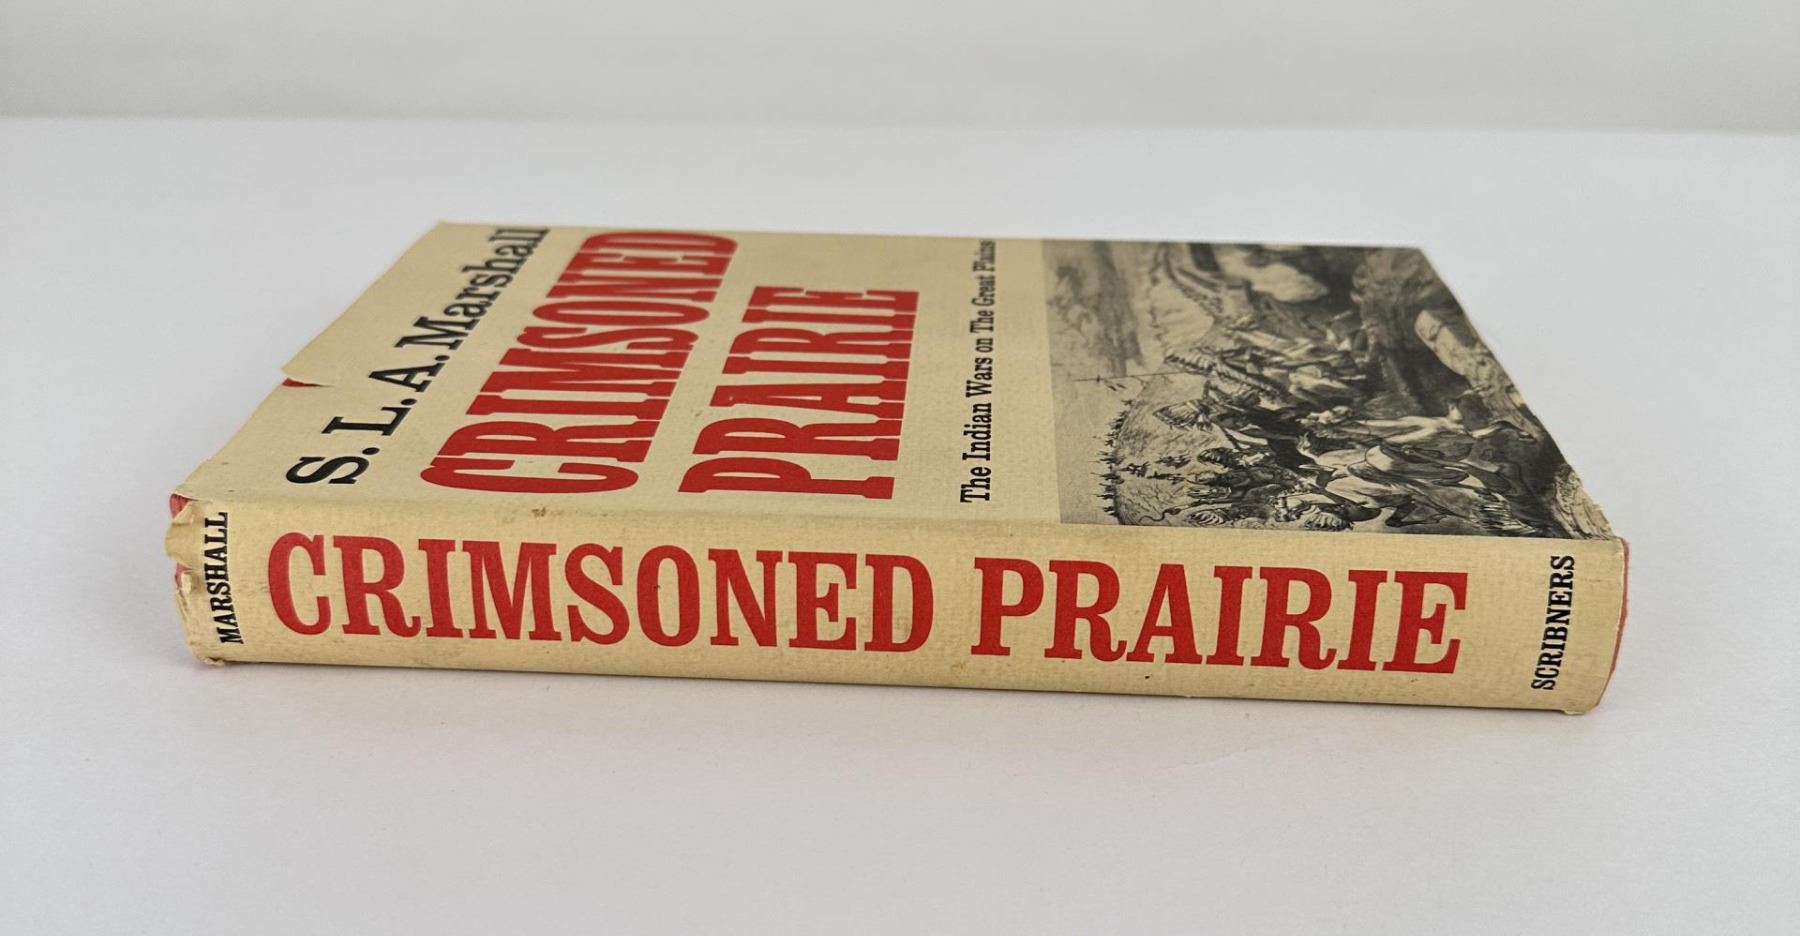 S. L. A. Marshall
CRIMSONED
PRAIRIE
The Indian Wars on The Great Plains
MARSHALL
CRIMSONED PRAIRIE
SCRIBNERS